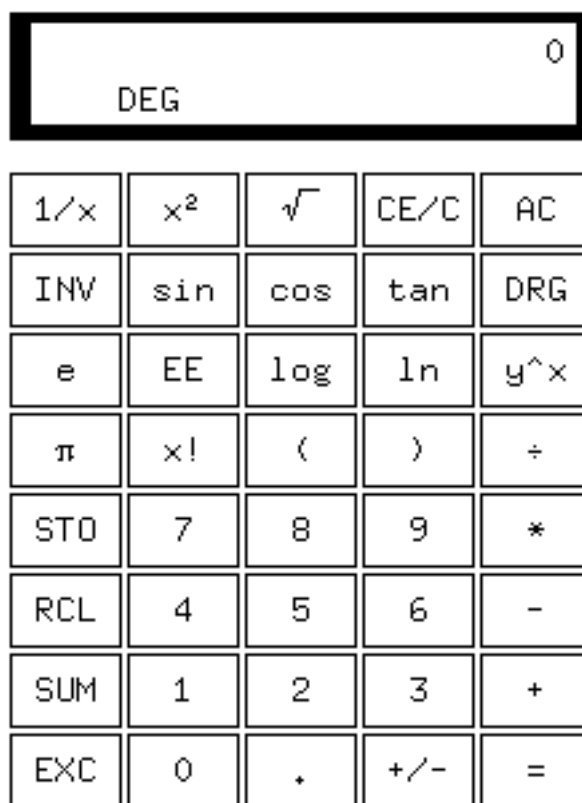 0
DEG
1/x x² √ CE/C AC
INV sin cos tan DRG
e EE log ln y^x
π x! ( ) ÷
STO 7 8 9 *
RCL 4 5 6 -
SUM 1 2 3 +
EXC 0 . +/- =